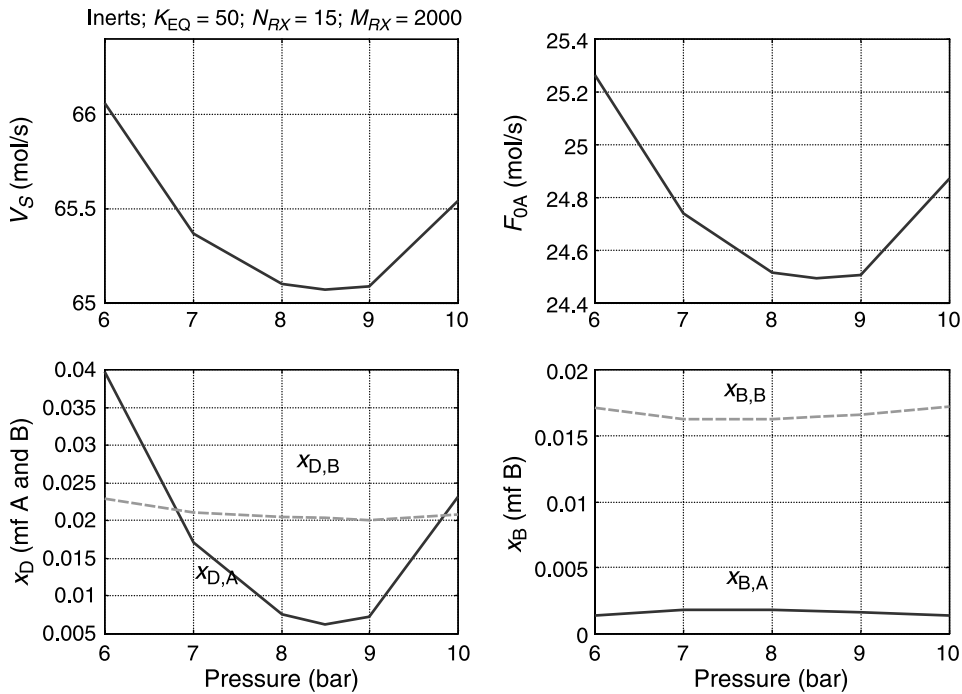 Inerts; K_EQ = 50; N_RX = 15; M_RX = 2000
V_S (mol/s)
66
65.5
65
6 7 8 9 10
F_0A (mol/s)
25.4
25.2
25
24.8
24.6
24.4
6 7 8 9 10
x_D (mf A and B)
0.04
0.035
0.03
0.025
0.02
0.015
0.01
0.005
x_D,B
x_D,A
6 7 8 9 10
Pressure (bar)
x_B (mf B)
0.02
0.015
0.01
0.005
0
x_B,B
x_B,A
6 7 8 9 10
Pressure (bar)